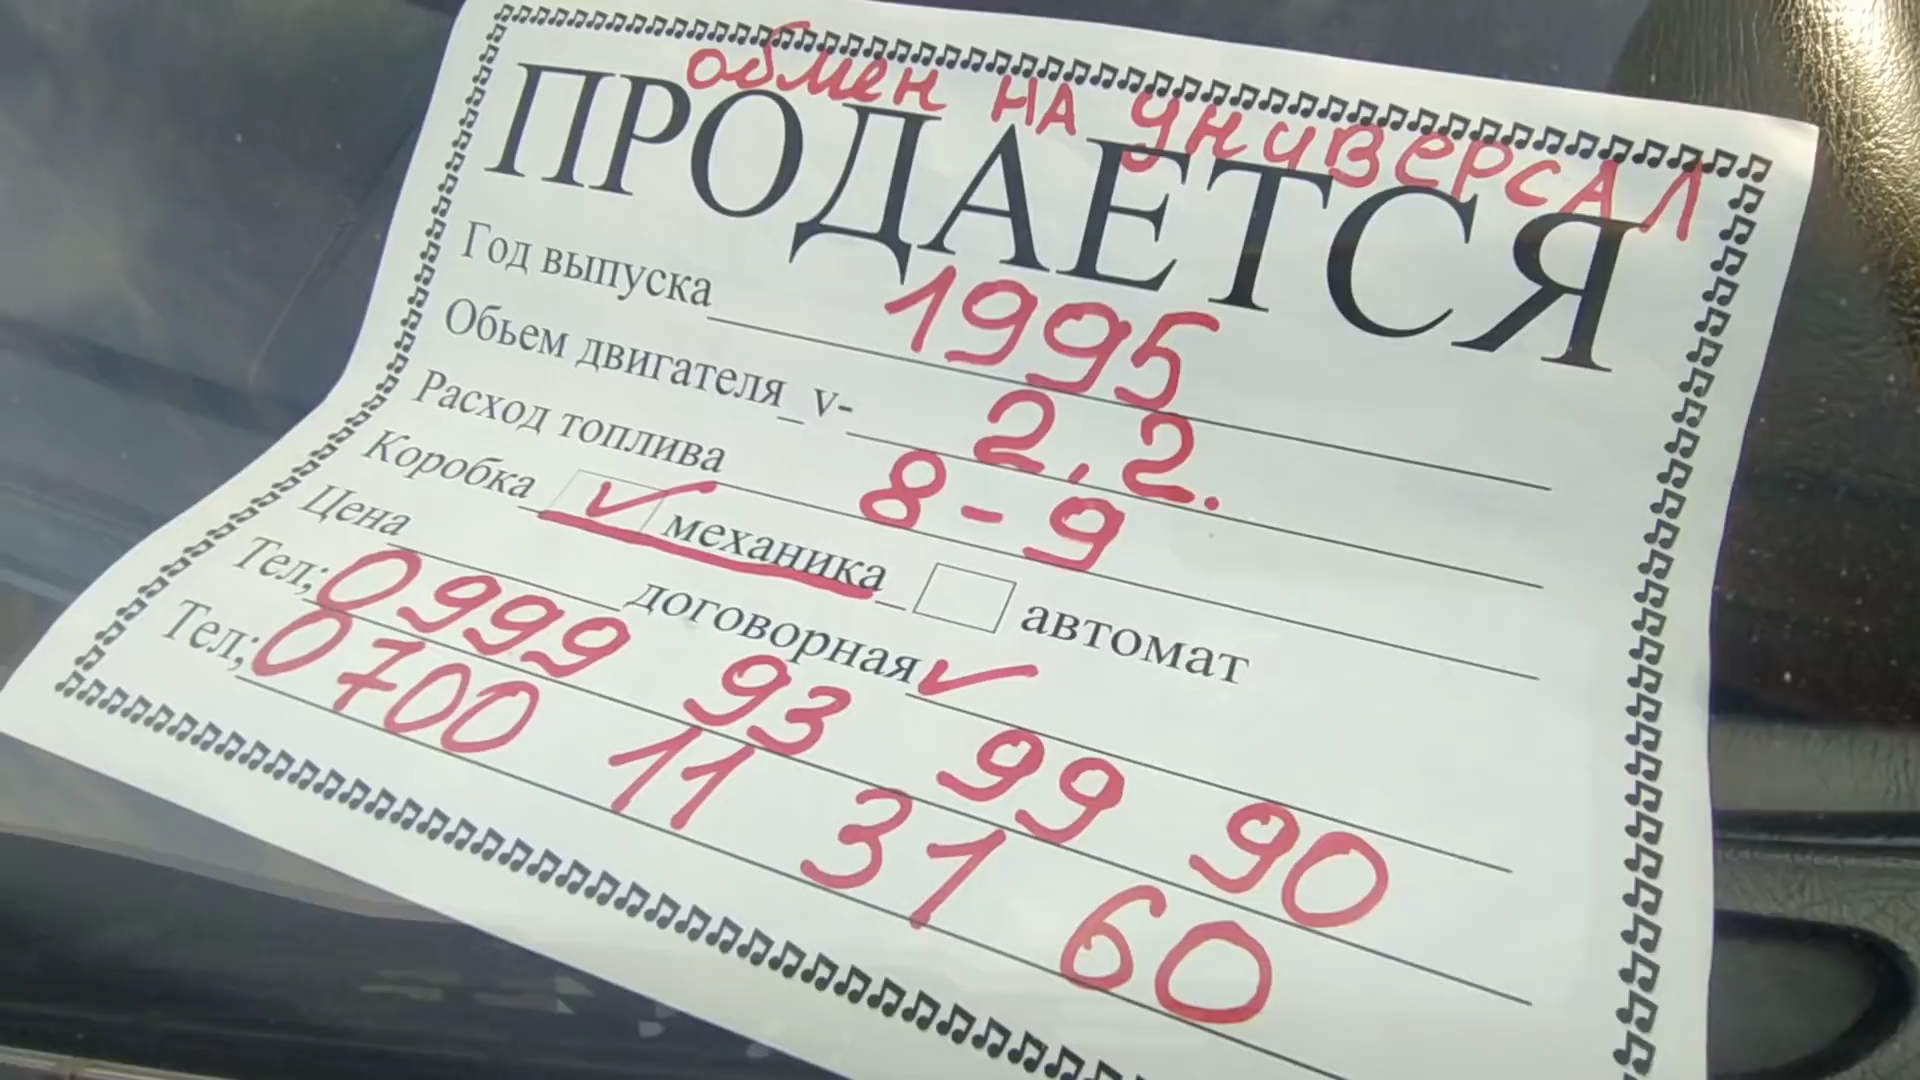 обмен на универсал
ПРОДАЕТСЯ
Год выпуска 1995
Обьем двигателя_v- 2,2.
Расход топлива 8-9
Коробка ✓ механика_ автомат
Цена договорная ✓
Тел; 0999 93 99 90
Тел; 0700 11 31 60